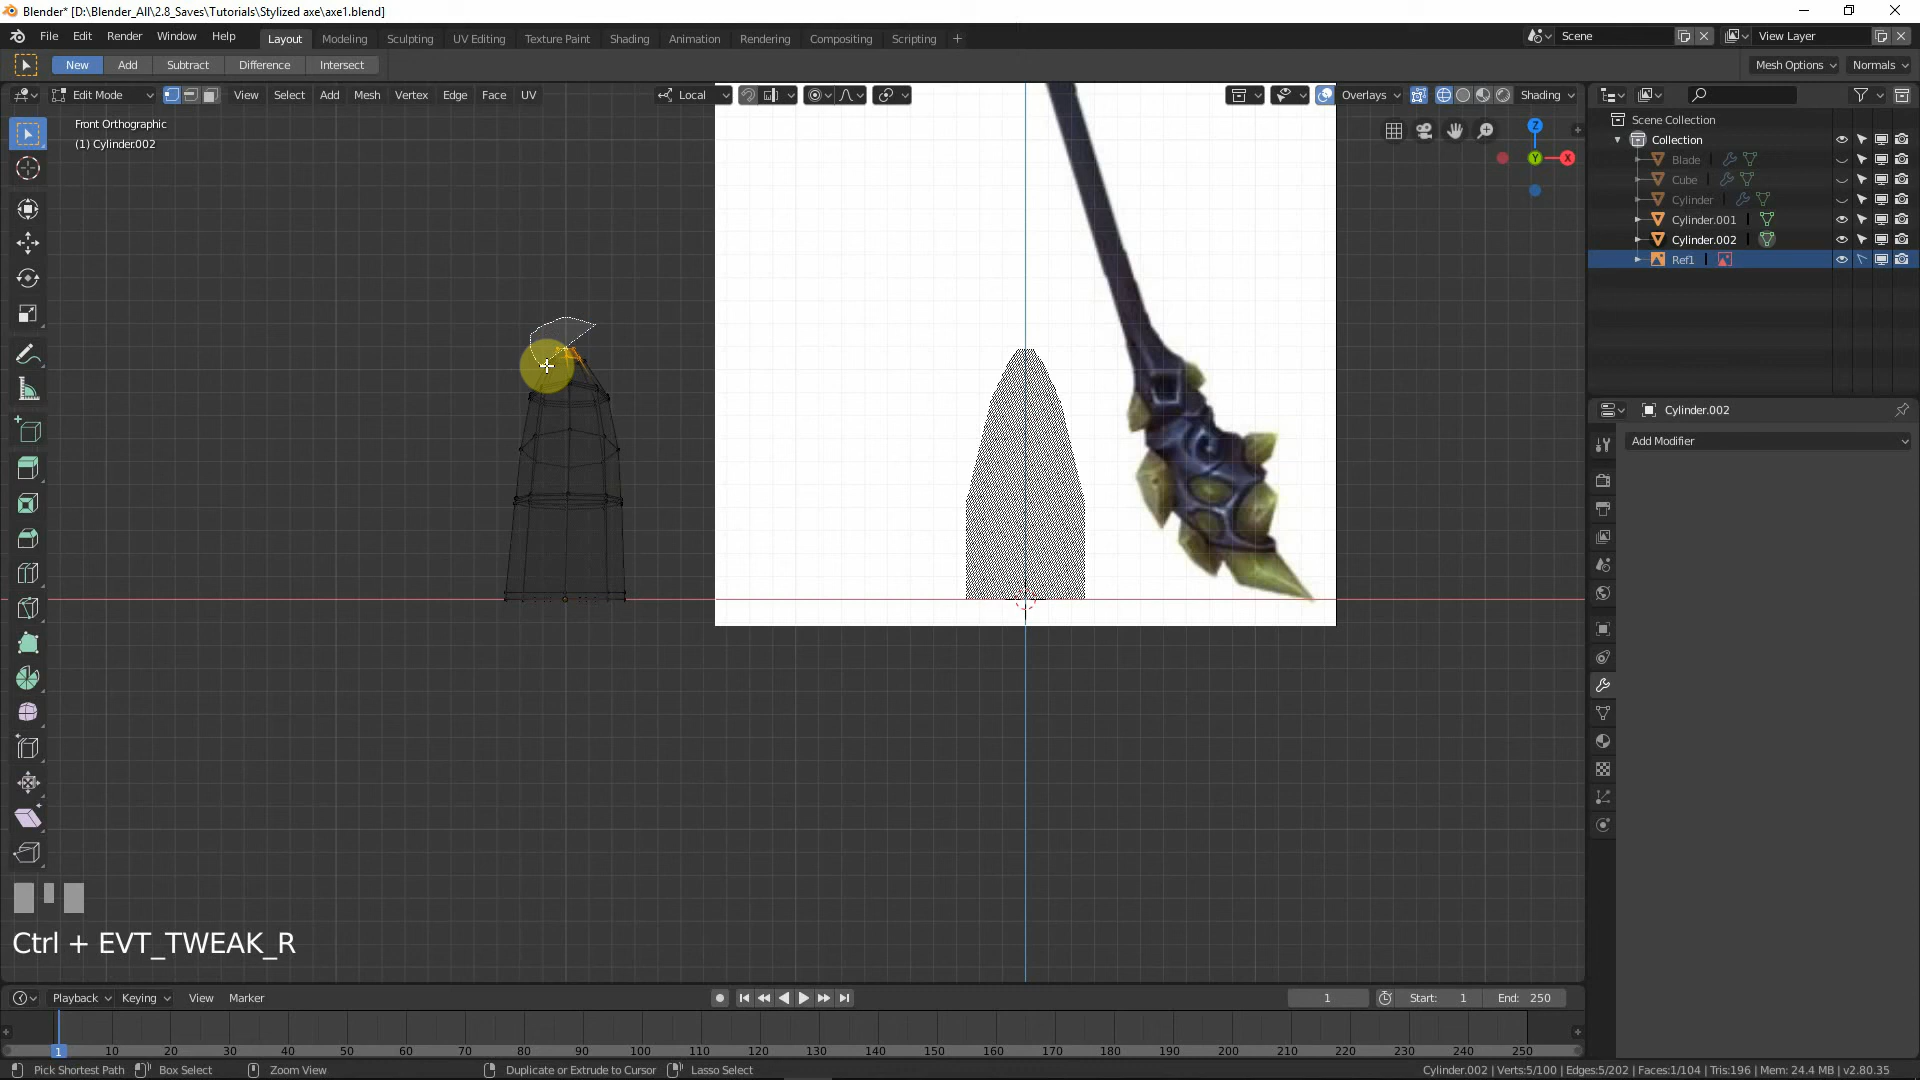 Blender* [D:\Blender_All\2.8_Saves\Tutorials\Stylized axe\axe1.blend]
File Edit Render Window Help Layout Modeling Sculpting UV Editing Texture Paint Shading Animation Rendering Compositing Scripting + Scene View Layer
New Add Subtract Difference Intersect Mesh Options Normals
Edit Mode View Select Add Mesh Vertex Edge Face UV Local Overlays Shading
Front Orthographic
(1) Cylinder.002
Z
Y
X
Scene Collection
Collection
Blade
Cube
Cylinder
Cylinder.001
Cylinder.002
Ref1
Cylinder.002
Add Modifier
Ctrl + EVT_TWEAK_R
Playback Keying View Marker 1 Start: 1 End: 250
1 10 20 30 40 50 60 70 80 90 100 110 120 130 140 150 160 170 180 190 200 210 220 230 240 250
Pick Shortest Path Box Select Zoom View Duplicate or Extrude to Cursor Lasso Select Cylinder.002 | Verts:5/100 | Edges:5/202 | Faces:1/104 | Tris:196 | Mem: 24.4 MB | v2.80.35